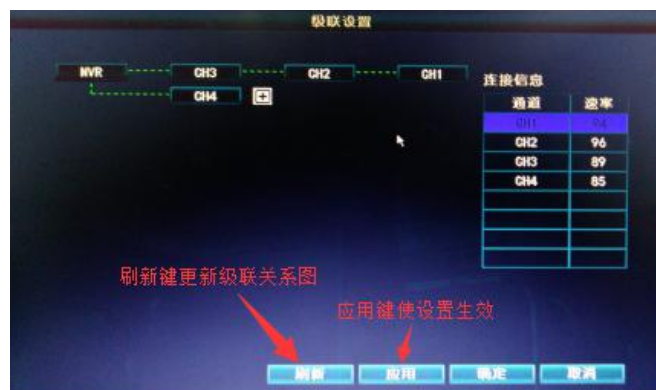 级联设置
NVR CH3 CH2 CH1
CH4
连接信息
通道 速率
CH1 94
CH2 96
CH3 89
CH4 85
刷新键更新级联关系图
应用键使设置生效
刷新 应用 确定 取消